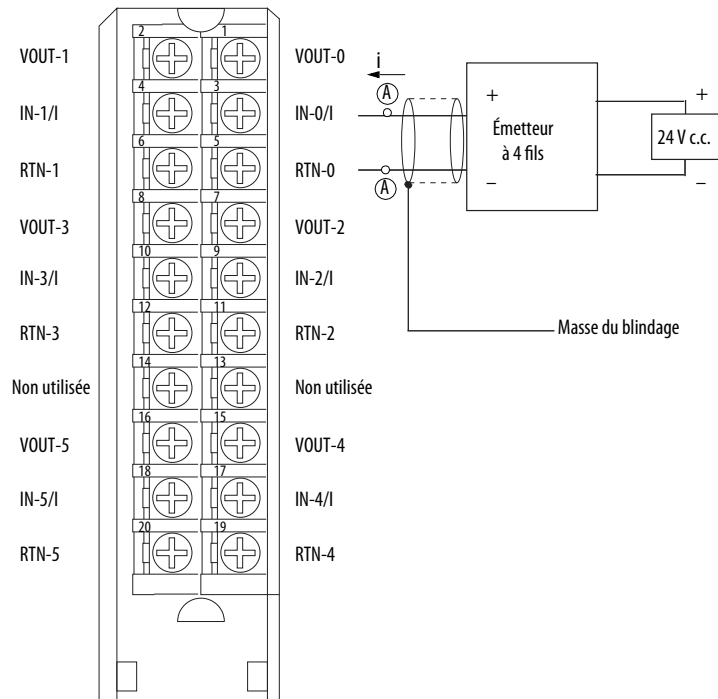 2 1
VOUT-1 VOUT-0
i
A
4 3
IN-1/I IN-0/I
+
Émetteur
à 4 fils
−
+
24 V c.c.
−
6 5
RTN-1 RTN-0
A
8 7
VOUT-3 VOUT-2
10 9
IN-3/I IN-2/I
12 11
RTN-3 RTN-2
Masse du blindage
14 13
Non utilisée Non utilisée
16 15
VOUT-5 VOUT-4
18 17
IN-5/I IN-4/I
20 19
RTN-5 RTN-4